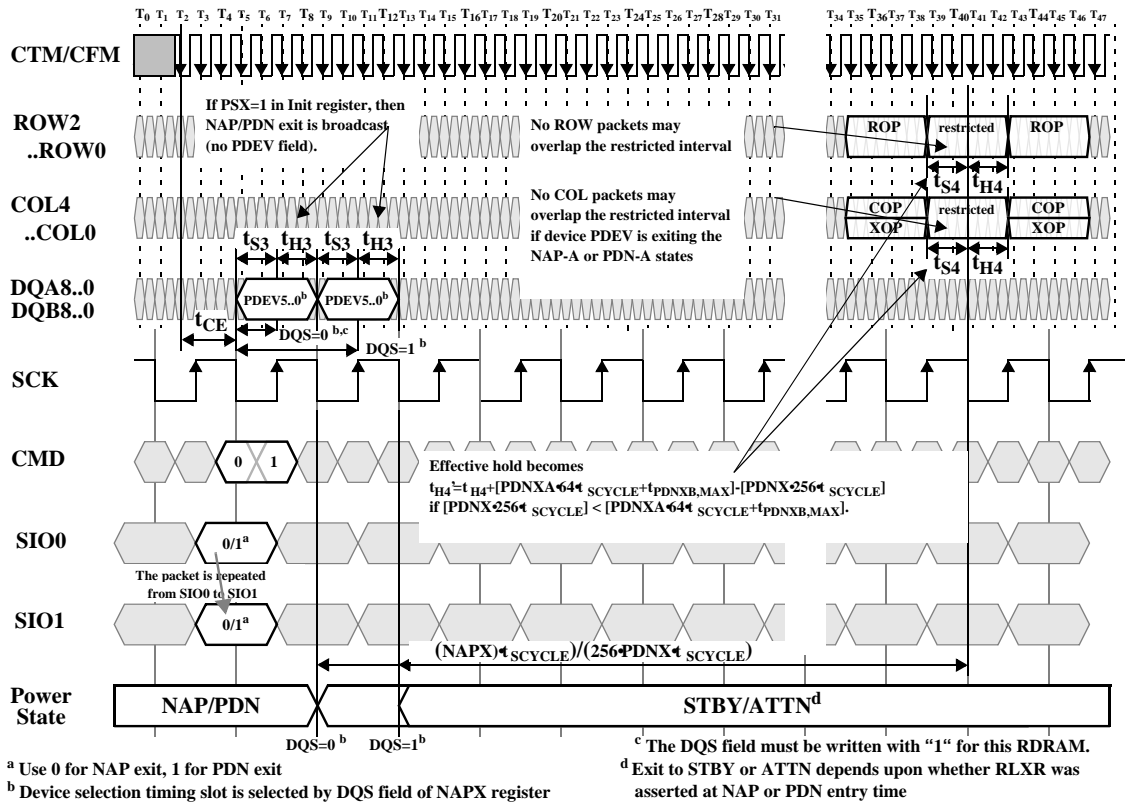 T0 T1 T2 T3 T4 T5 T6 T7 T8 T9 T10 T11 T12 T13 T14 T15 T16 T17 T18 T19 T20 T21 T22 T23 T24 T25 T26 T27 T28 T29 T30 T31 T34 T35 T36 T37 T38 T39 T40 T41 T42 T43 T44 T45 T46 T47
CTM/CFM
If PSX=1 in Init register, then
NAP/PDN exit is broadcast
(no PDEV field).
ROW2
..ROW0
No ROW packets may
overlap the restricted interval
ROP restricted ROP
tS4 tH4
COL4
..COL0
No COL packets may
overlap the restricted interval
if device PDEV is exiting the
NAP-A or PDN-A states
COP restricted COP
XOP XOP
tS4 tH4
tS3 tH3 tS3 tH3
DQA8..0
DQB8..0
PDEV5..0b PDEV5..0b
tCE
DQS=0 b,c
DQS=1 b
SCK
CMD
0 1
Effective hold becomes
tH4'=tH4+[PDNXA•64•tSCYCLE+tPDNXB,MAX]-[PDNX•256•tSCYCLE]
if [PDNX•256•tSCYCLE] < [PDNXA•64•tSCYCLE+tPDNXB,MAX].
SIO0
0/1a
The packet is repeated
from SIO0 to SIO1
SIO1
0/1a
(NAPX)•tSCYCLE)/(256•PDNX•tSCYCLE)
Power
State
NAP/PDN
STBY/ATTNd
DQS=0 b DQS=1b
a Use 0 for NAP exit, 1 for PDN exit
b Device selection timing slot is selected by DQS field of NAPX register
c The DQS field must be written with “1” for this RDRAM.
d Exit to STBY or ATTN depends upon whether RLXR was
asserted at NAP or PDN entry time